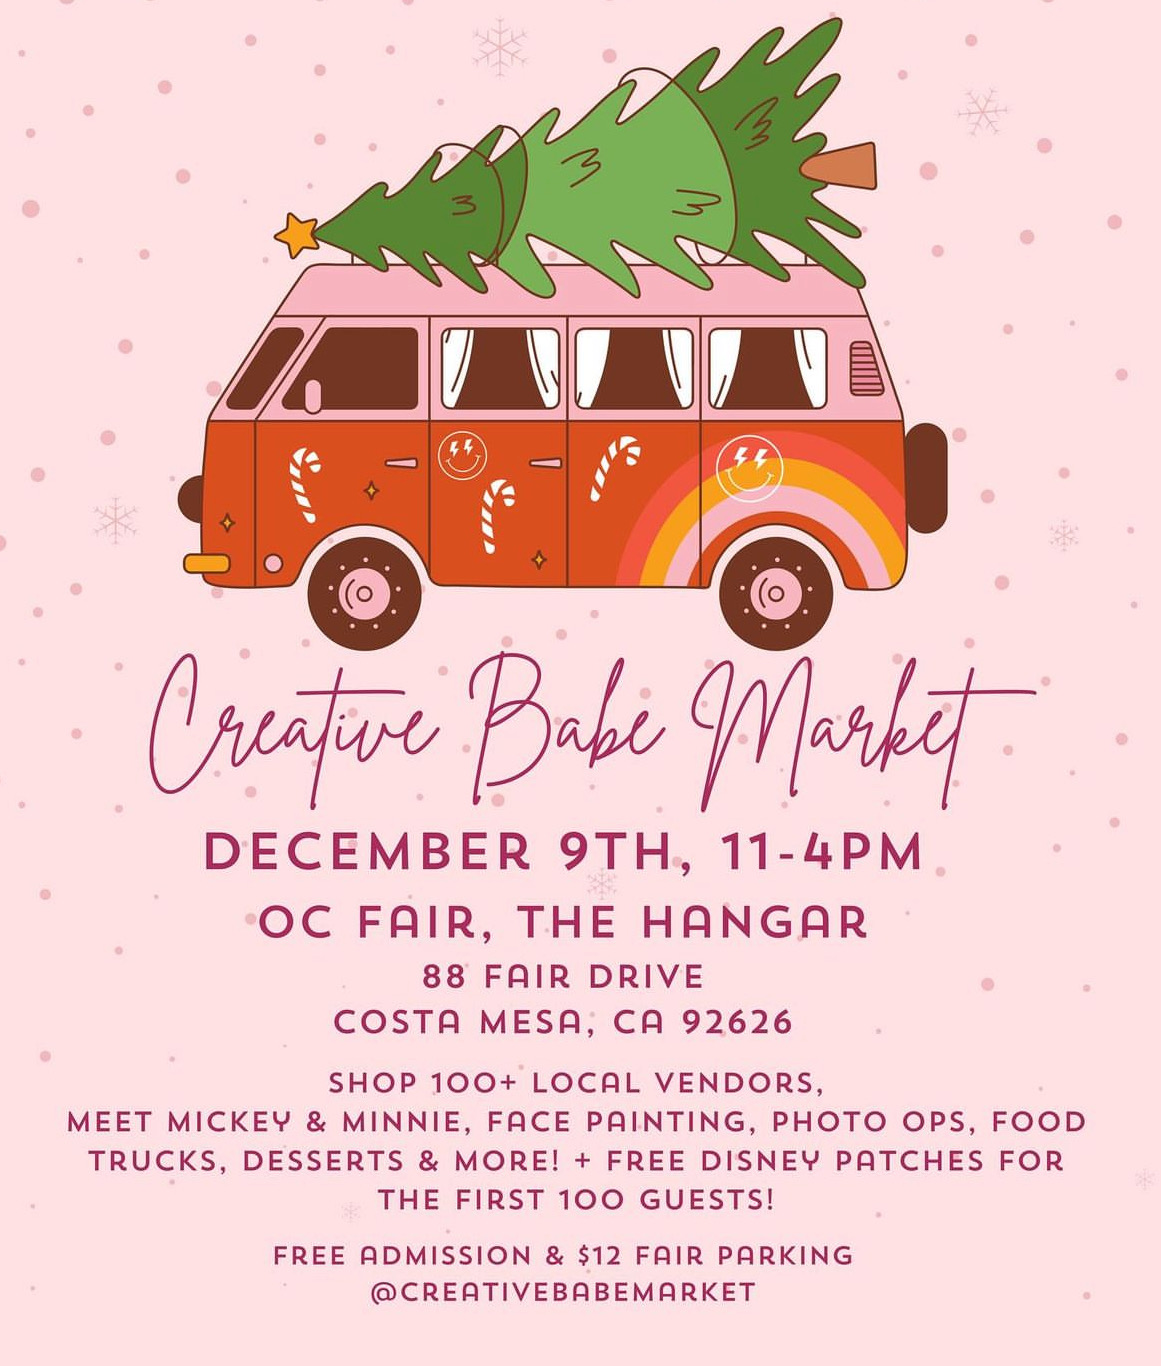 Creative Babe Market
DECEMBER 9TH, 11-4PM
OC FAIR, THE HANGAR
88 FAIR DRIVE
COSTA MESA, CA 92626
SHOP 100+ LOCAL VENDORS,
MEET MICKEY & MINNIE, FACE PAINTING, PHOTO OPS, FOOD
TRUCKS, DESSERTS & MORE! + FREE DISNEY PATCHES FOR
THE FIRST 100 GUESTS!
FREE ADMISSION & $12 FAIR PARKING
@CREATIVEBABEMARKET